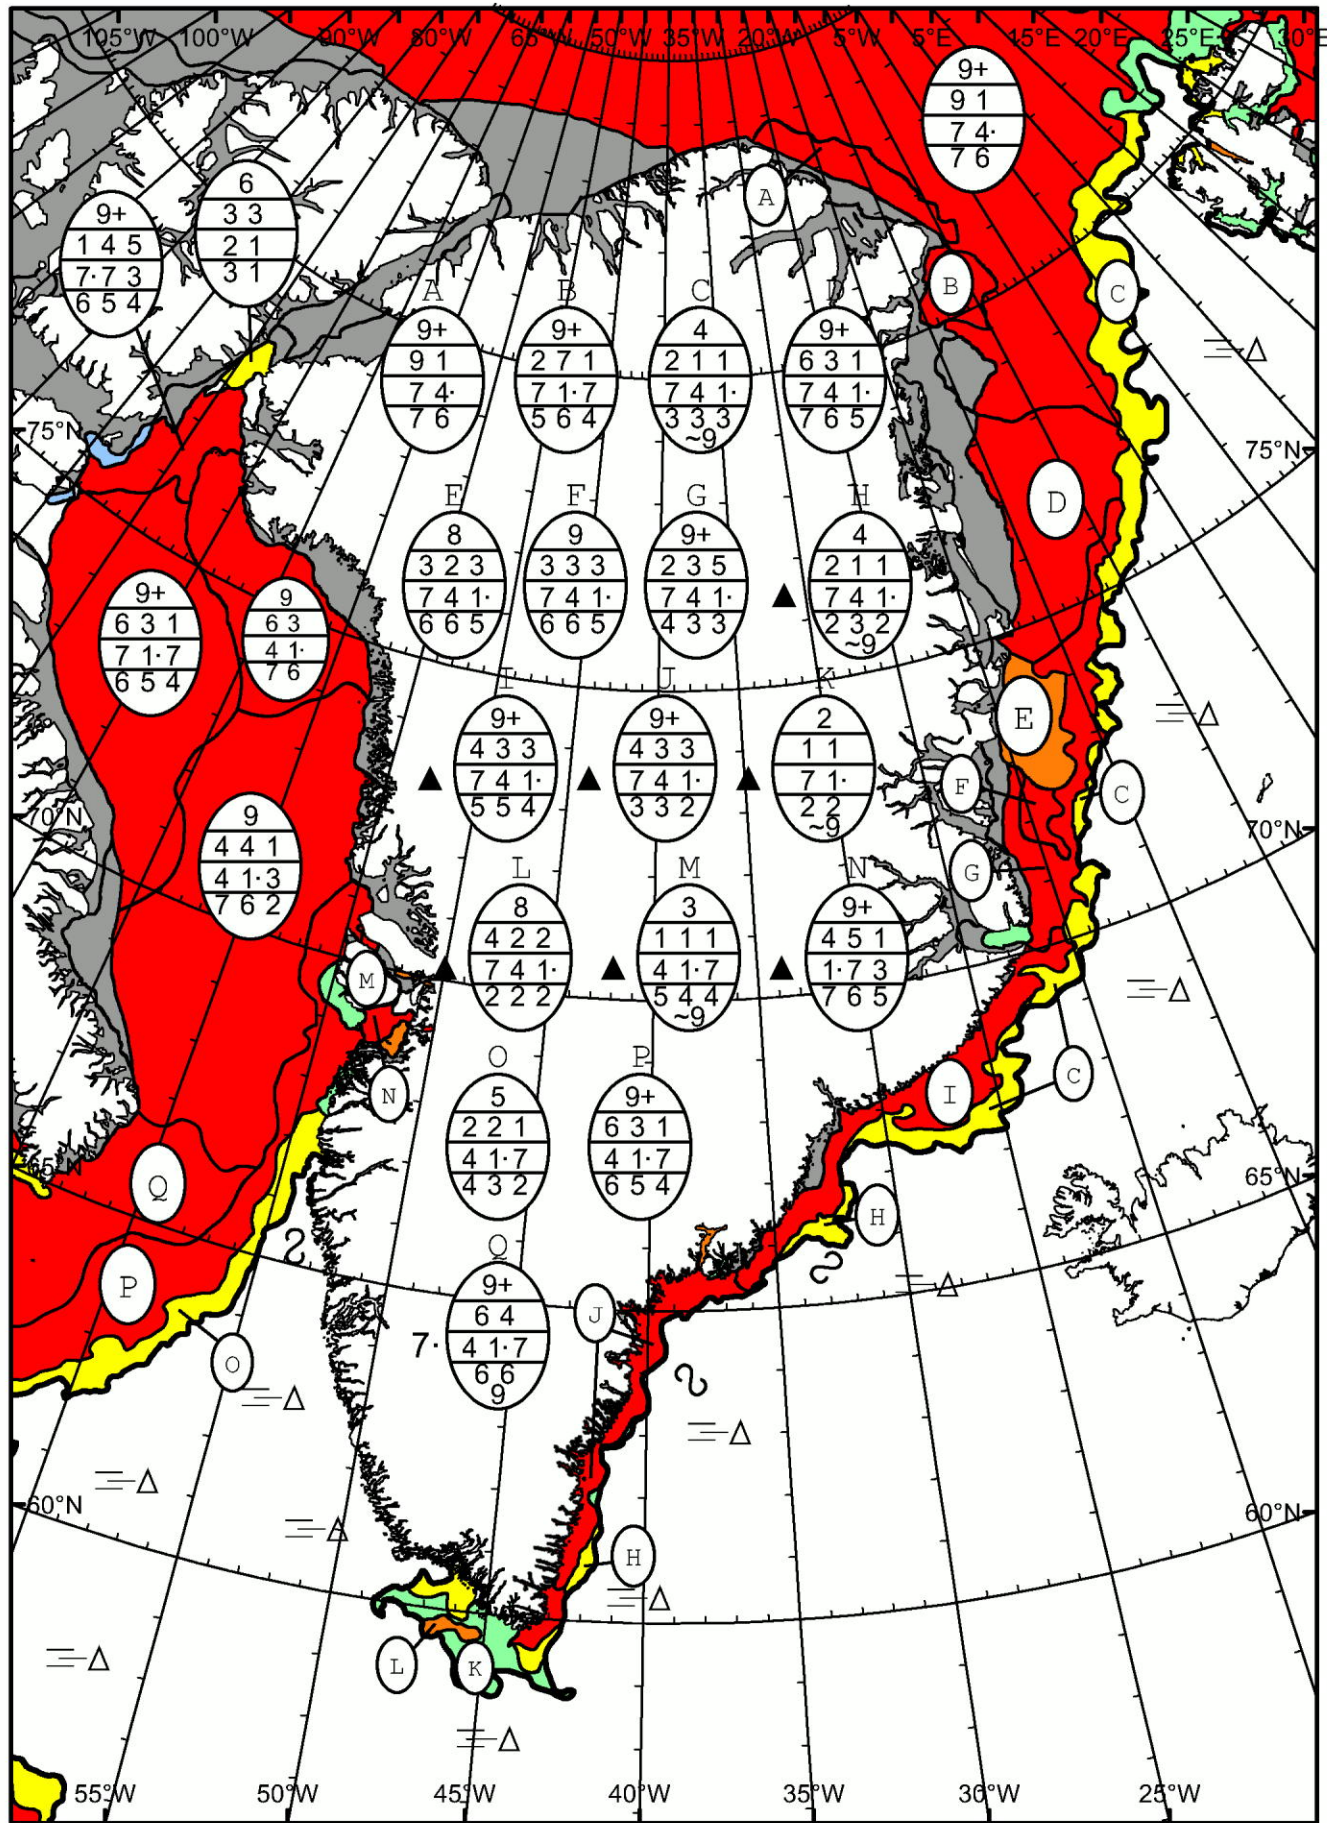 105°W 100°W 90°W 80°W 65°W 50°W 35°W 20°W 5°W 5°E 15°E 20°E 25°E 30°E
9+
9 1
7 4·
7 6
6
3 3
2 1
3 1
9+
1 4 5
7·7 3
6 5 4
A
B
C
A B C D
9+ 9+ 4 9+
9 1 2 7 1 2 1 1 6 3 1
7 4· 7 1·7 7 4 1· 7 4 1·
7 6 5 6 4 3 3 3 7 6 5
~9
75°N 75°N
D
E F G H
8 9 9+ 4
3 2 3 3 3 3 2 3 5 2 1 1
7 4 1· 7 4 1· 7 4 1· 7 4 1·
6 6 5 6 6 5 4 3 3 2 3 2
~9
9+ 9
6 3 1 6 3
7 1·7 4 1·
6 5 4 7 6
E
I J K
9+ 9+ 2
4 3 3 4 3 3 1 1
7 4 1· 7 4 1· 7 1·
5 5 4 3 3 2 2 2
~9
F
C
70°N 70°N
9
4 4 1
4 1·3
7 6 2
G
L M N
8 3 9+
4 2 2 1 1 1 4 5 1
7 4 1· 4 1·7 1·7 3
2 2 2 5 4 4 7 6 5
~9
M
N
I
C
O P
5 9+
2 2 1 6 3 1
4 1·7 4 1·7
4 3 2 6 5 4
65°N 65°N
Q
H
P
Q
9+
6 4
7· 4 1·7
6 6
9
J
O
60°N 60°N
H
L
K
55°W 50°W 45°W 40°W 35°W 30°W 25°W